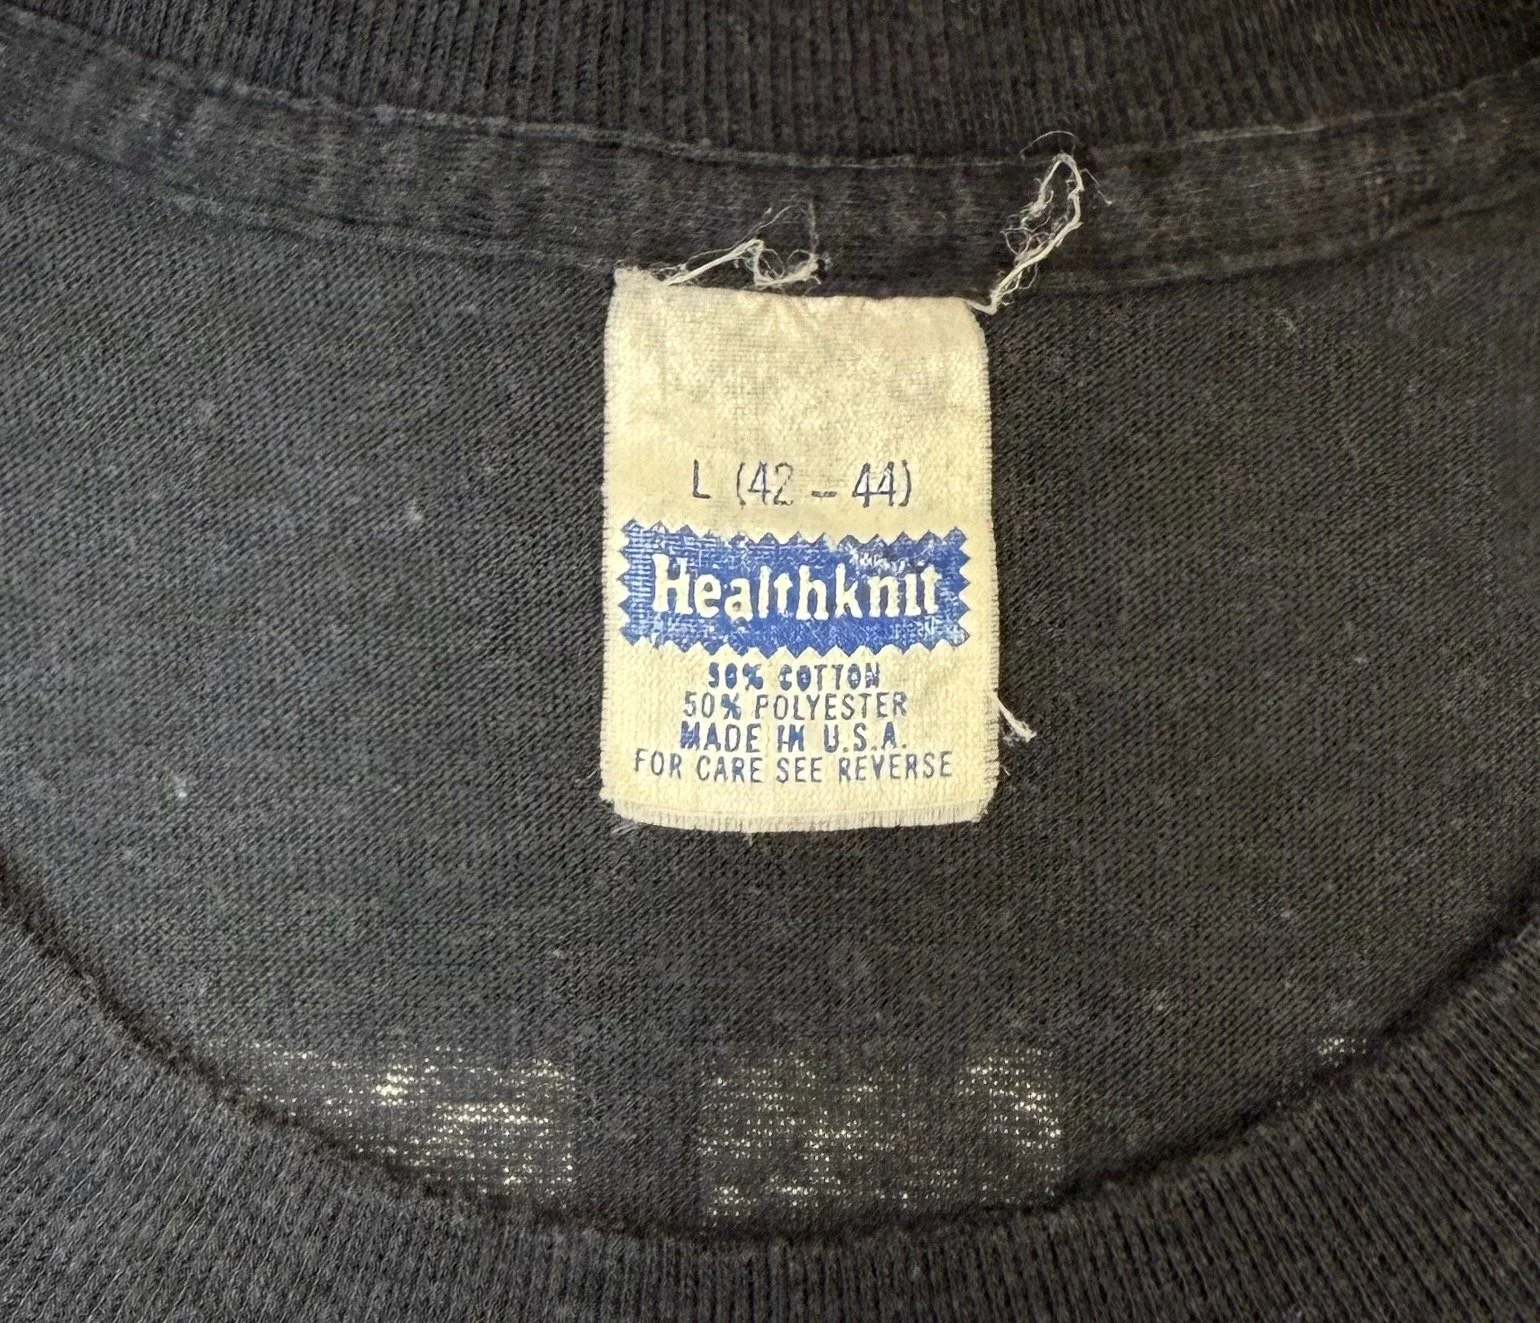 L (42 - 44)
Healthknit
50% COTTON
50% POLYESTER
MADE IN U.S.A.
FOR CARE SEE REVERSE